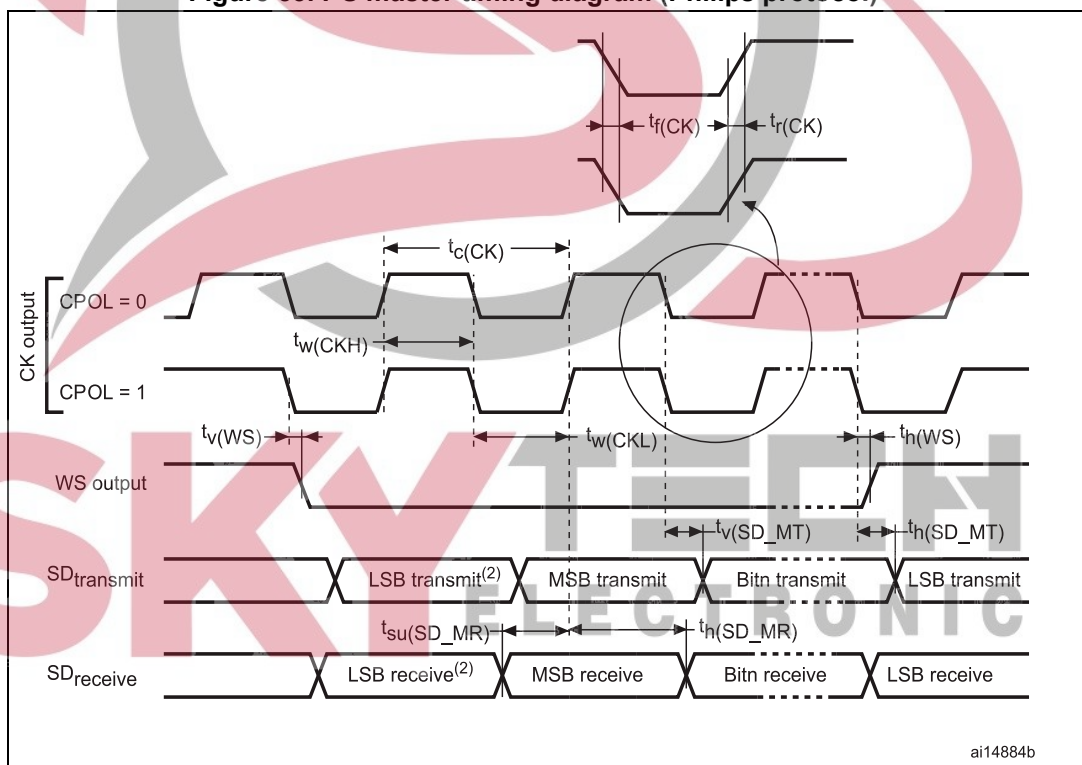 tf(CK)
tr(CK)
tc(CK)
CK output
CPOL = 0
tw(CKH)
CPOL = 1
tv(WS)
tw(CKL)
th(WS)
WS output
tv(SD_MT)
th(SD_MT)
SDtransmit
LSB transmit(2)
MSB transmit
Bitn transmit
LSB transmit
tsu(SD_MR)
th(SD_MR)
SDreceive
LSB receive(2)
MSB receive
Bitn receive
LSB receive
ai14884b
SKYTECH
ELECTRONIC